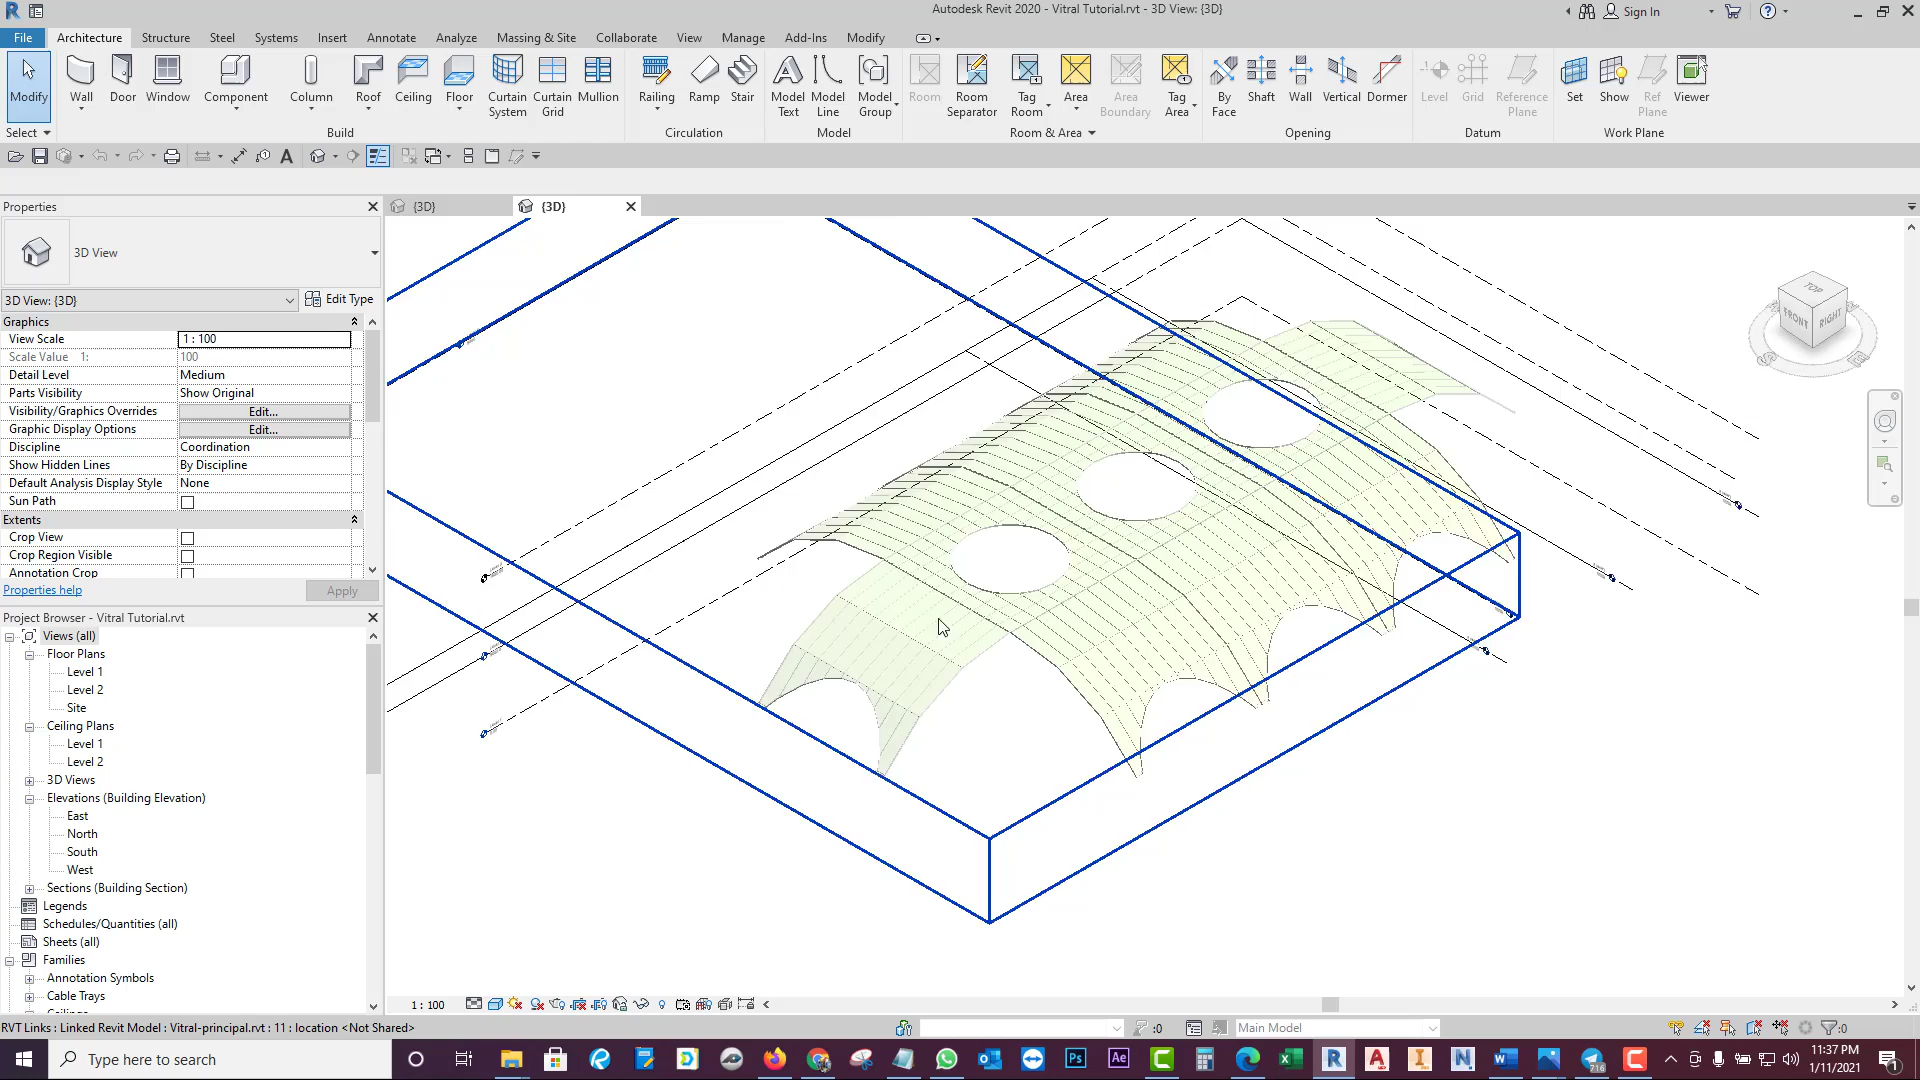 Autodesk Revit 2020 - Vitral Tutorial.rvt - 3D View: {3D}
Sign In
File Architecture Structure Steel Systems Insert Annotate Analyze Massing & Site Collaborate View Manage Add-Ins Modify
Modify Wall Door Window Component Column Roof Ceiling Floor Curtain System Curtain Grid Mullion Railing Ramp Stair Model Text Model Line Model Group Room Room Separator Tag Room Area Area Boundary Tag Area By Face Shaft Wall Vertical Dormer Level Grid Reference Plane Set Show Ref Plane Viewer
Select Build Circulation Model Room & Area Opening Datum Work Plane
Properties
{3D} {3D}
3D View
3D View: {3D} Edit Type
Graphics
View Scale 1 : 100
Scale Value 1: 100
Detail Level Medium
Parts Visibility Show Original
Visibility/Graphics Overrides Edit...
Graphic Display Options Edit...
Discipline Coordination
Show Hidden Lines By Discipline
Default Analysis Display Style None
Sun Path
Extents
Crop View
Crop Region Visible
Annotation Crop
Properties help Apply
Project Browser - Vitral Tutorial.rvt
Views (all)
Floor Plans
Level 1
Level 2
Site
Ceiling Plans
Level 1
Level 2
3D Views
Elevations (Building Elevation)
East
North
South
West
Sections (Building Section)
Legends
Schedules/Quantities (all)
Sheets (all)
Families
Annotation Symbols
Cable Trays
TOP
FRONT RIGHT
1 : 100
RVT Links : Linked Revit Model : Vitral-principal.rvt : 11 : location <Not Shared>
:0
Main Model
:0
Type here to search
Ps Ae
716
11:37 PM
1/11/2021
1